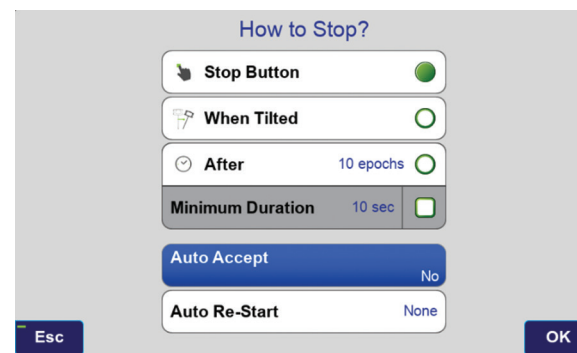 How to Stop?
Stop Button
When Tilted
After 10 epochs
Minimum Duration 10 sec
Auto Accept
No
Auto Re-Start None
Esc
OK